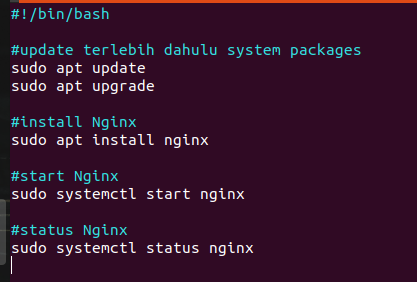 #!/bin/bash
#update terlebih dahulu system packages
sudo apt update
sudo apt upgrade
#install Nginx
sudo apt install nginx
#start Nginx
sudo systemctl start nginx
#status Nginx
sudo systemctl status nginx